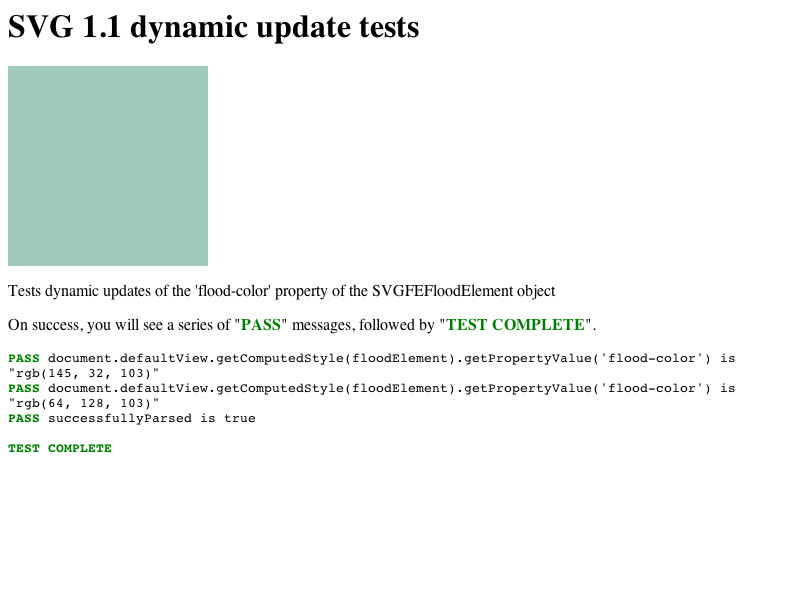 SVG 1.1 dynamic update tests
Tests dynamic updates of the 'flood-color' property of the SVGFEFloodElement object
On success, you will see a series of "PASS" messages, followed by "TEST COMPLETE".
PASS document.defaultView.getComputedStyle(floodElement).getPropertyValue('flood-color') is
"rgb(145, 32, 103)"
PASS document.defaultView.getComputedStyle(floodElement).getPropertyValue('flood-color') is
"rgb(64, 128, 103)"
PASS successfullyParsed is true
TEST COMPLETE